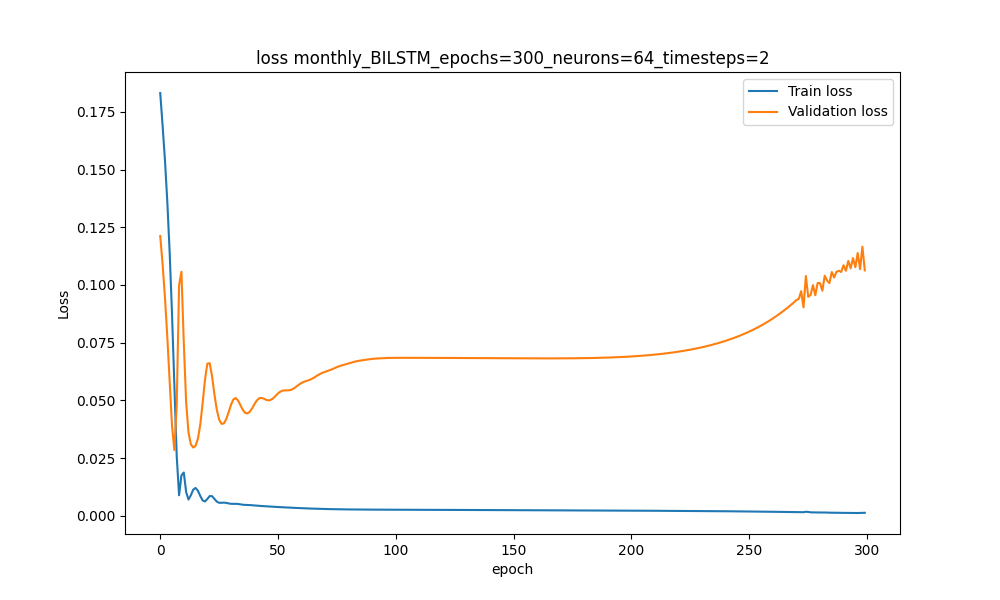 loss monthly_BILSTM_epochs=300_neurons=64_timesteps=2
Train loss
Validation loss
0.175
0.150
0.125
0.100
0.075
0.050
0.025
0.000
Loss
0 50 100 150 200 250 300
epoch